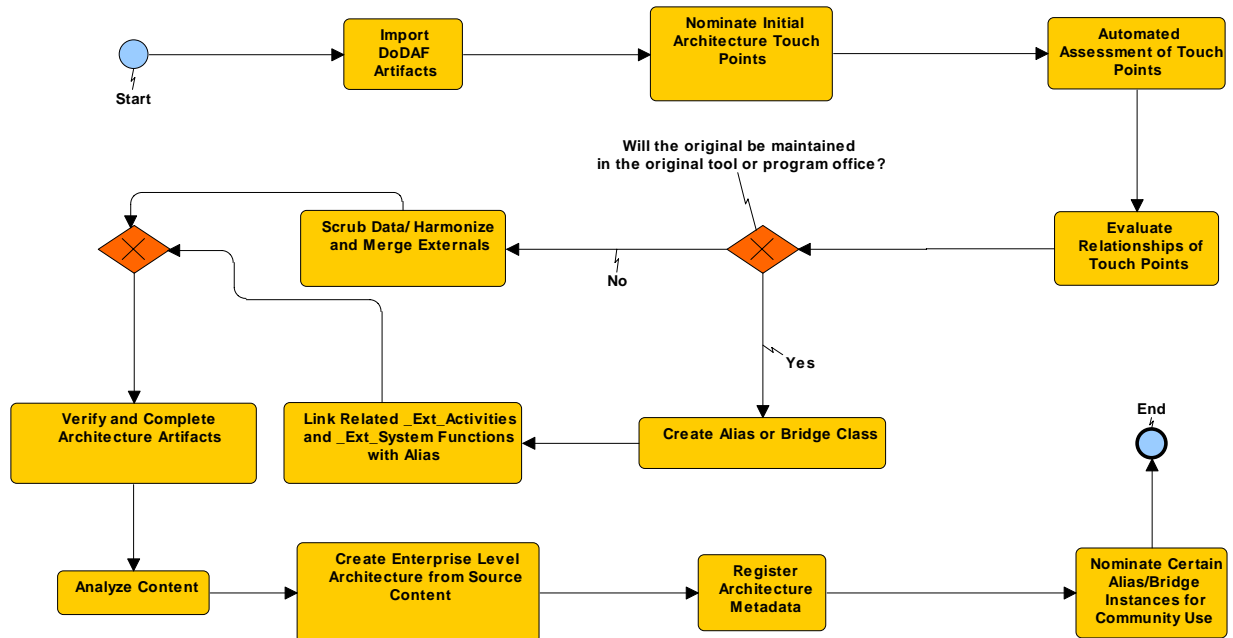 Start
Import
DoDAF
Artifacts
Nominate Initial
Architecture Touch
Points
Automated
Assessment of Touch
Points
Evaluate
Relationships of
Touch Points
Will the original be maintained
in the original tool or program office?
No
Yes
Scrub Data/ Harmonize
and Merge Externals
Create Alias or Bridge Class
Link Related _Ext_Activities
and _Ext_System Functions
with Alias
Verify and Complete
Architecture Artifacts
Analyze Content
Create Enterprise Level
Architecture from Source
Content
Register
Architecture
Metadata
Nominate Certain
Alias/Bridge
Instances for
Community Use
End